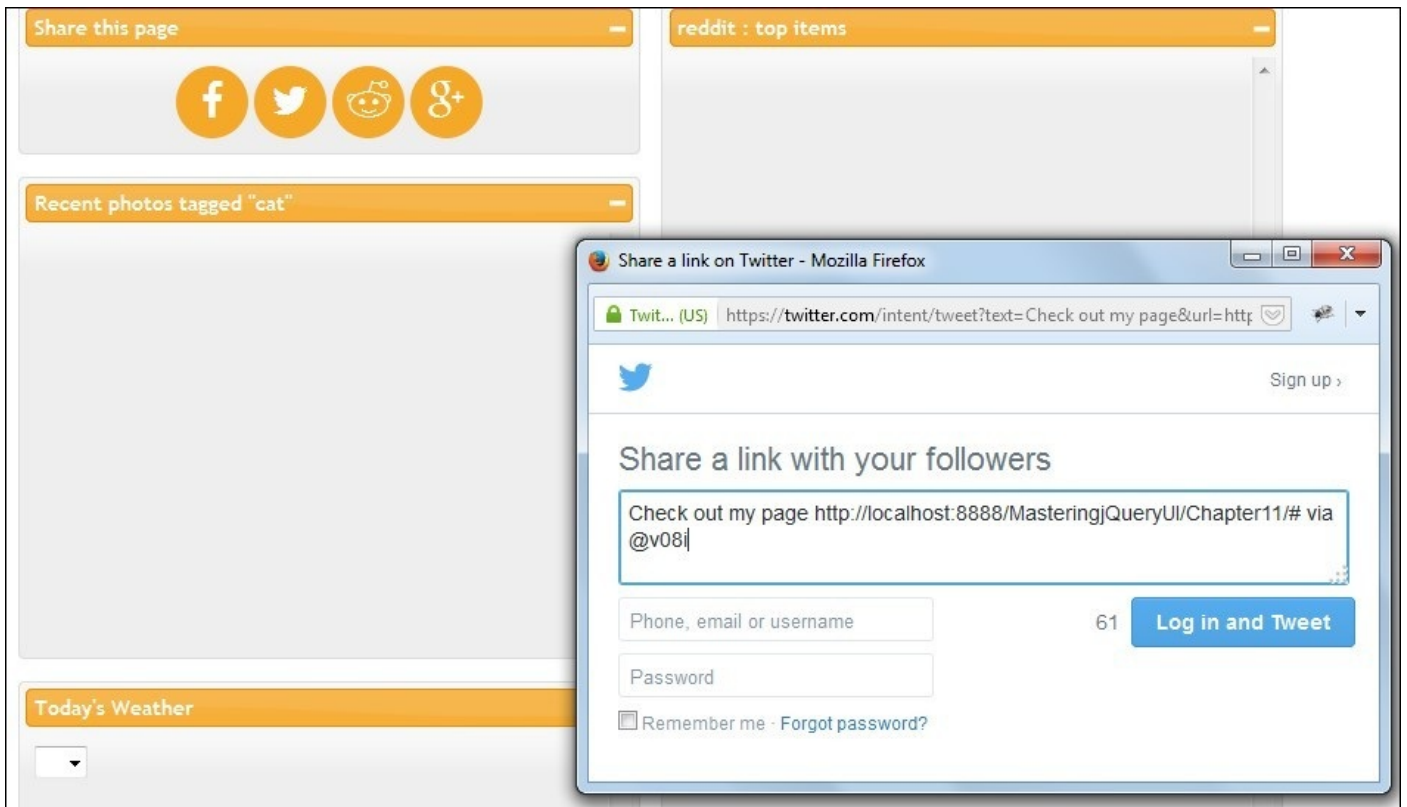 Share this page
reddit : top items
f
g+
Recent photos tagged "cat"
Share a link on Twitter - Mozilla Firefox
Twit... (US) https://twitter.com/intent/tweet?text=Check out my page&url=http
Sign up ›
Share a link with your followers
Check out my page http://localhost:8888/MasteringjQueryUI/Chapter11/# via
@v08i
Phone, email or username
61 Log in and Tweet
Password
Remember me · Forgot password?
Today's Weather